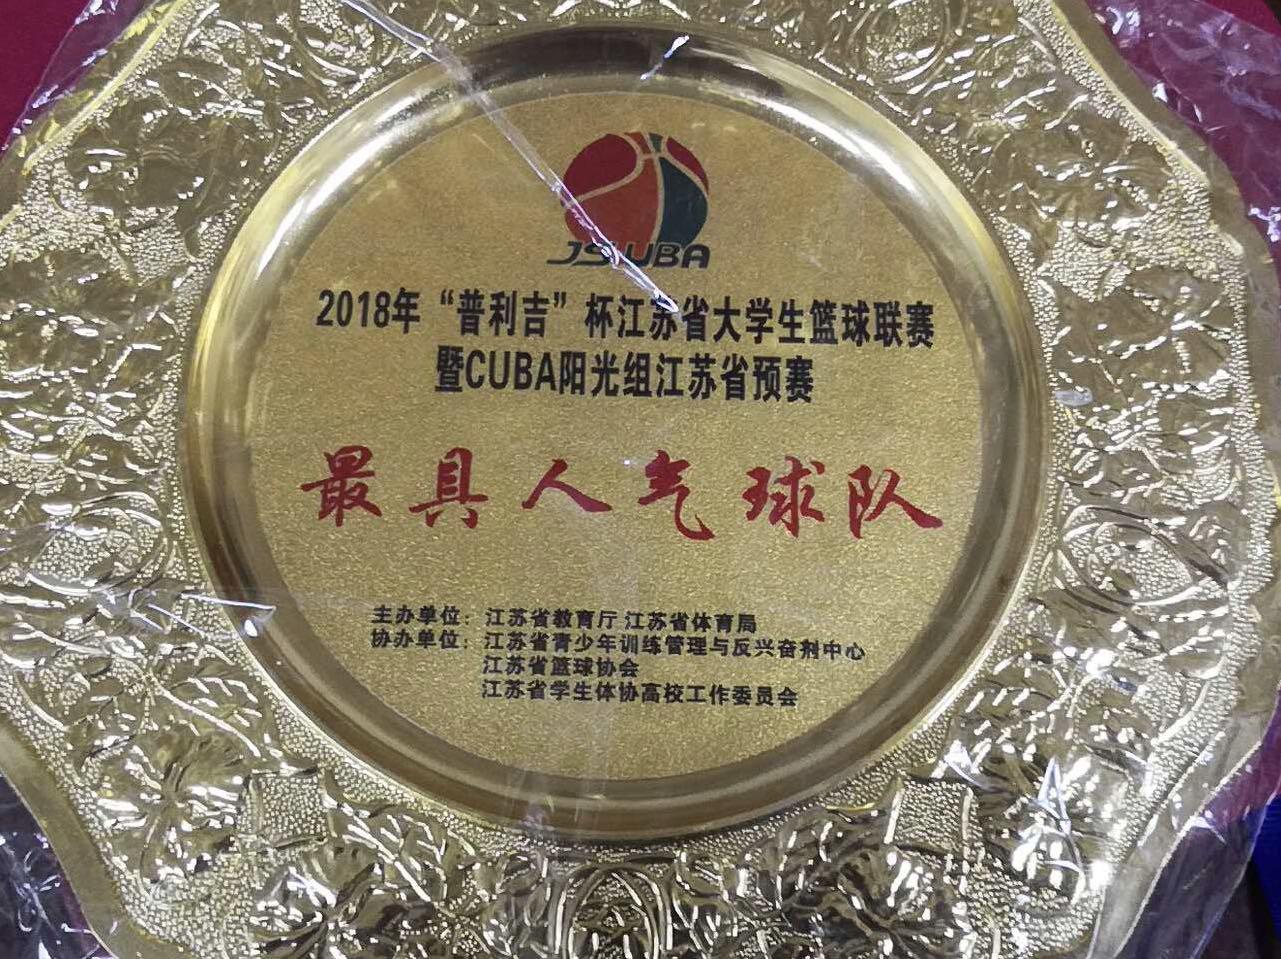 JSUBA
2018年“普利吉”杯江苏省大学生篮球联赛
暨CUBA阳光组江苏省预赛
最具人气球队
主办单位：江苏省教育厅 江苏省体育局
协办单位：江苏省青少年训练管理与反兴奋剂中心
江苏省篮球协会
江苏省学生体协高校工作委员会